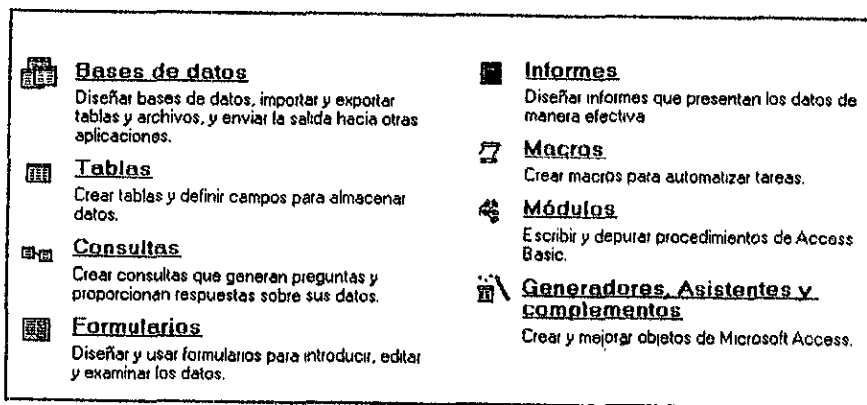 Bases de datos
Diseñar bases de datos, importar y exportar
tablas y archivos, y enviar la salida hacia otras
aplicaciones.
Tablas
Crear tablas y definir campos para almacenar
datos.
Consultas
Crear consultas que generan preguntas y
proporcionan respuestas sobre sus datos.
Formularios
Diseñar y usar formularios para introducir, editar
y examinar los datos.
Informes
Diseñar informes que presentan los datos de
manera efectiva
Macros
Crear macros para automatizar tareas.
Módulos
Escribir y depurar procedimientos de Access
Basic.
Generadores, Asistentes y
complementos
Crear y mejorar objetos de Microsoft Access.